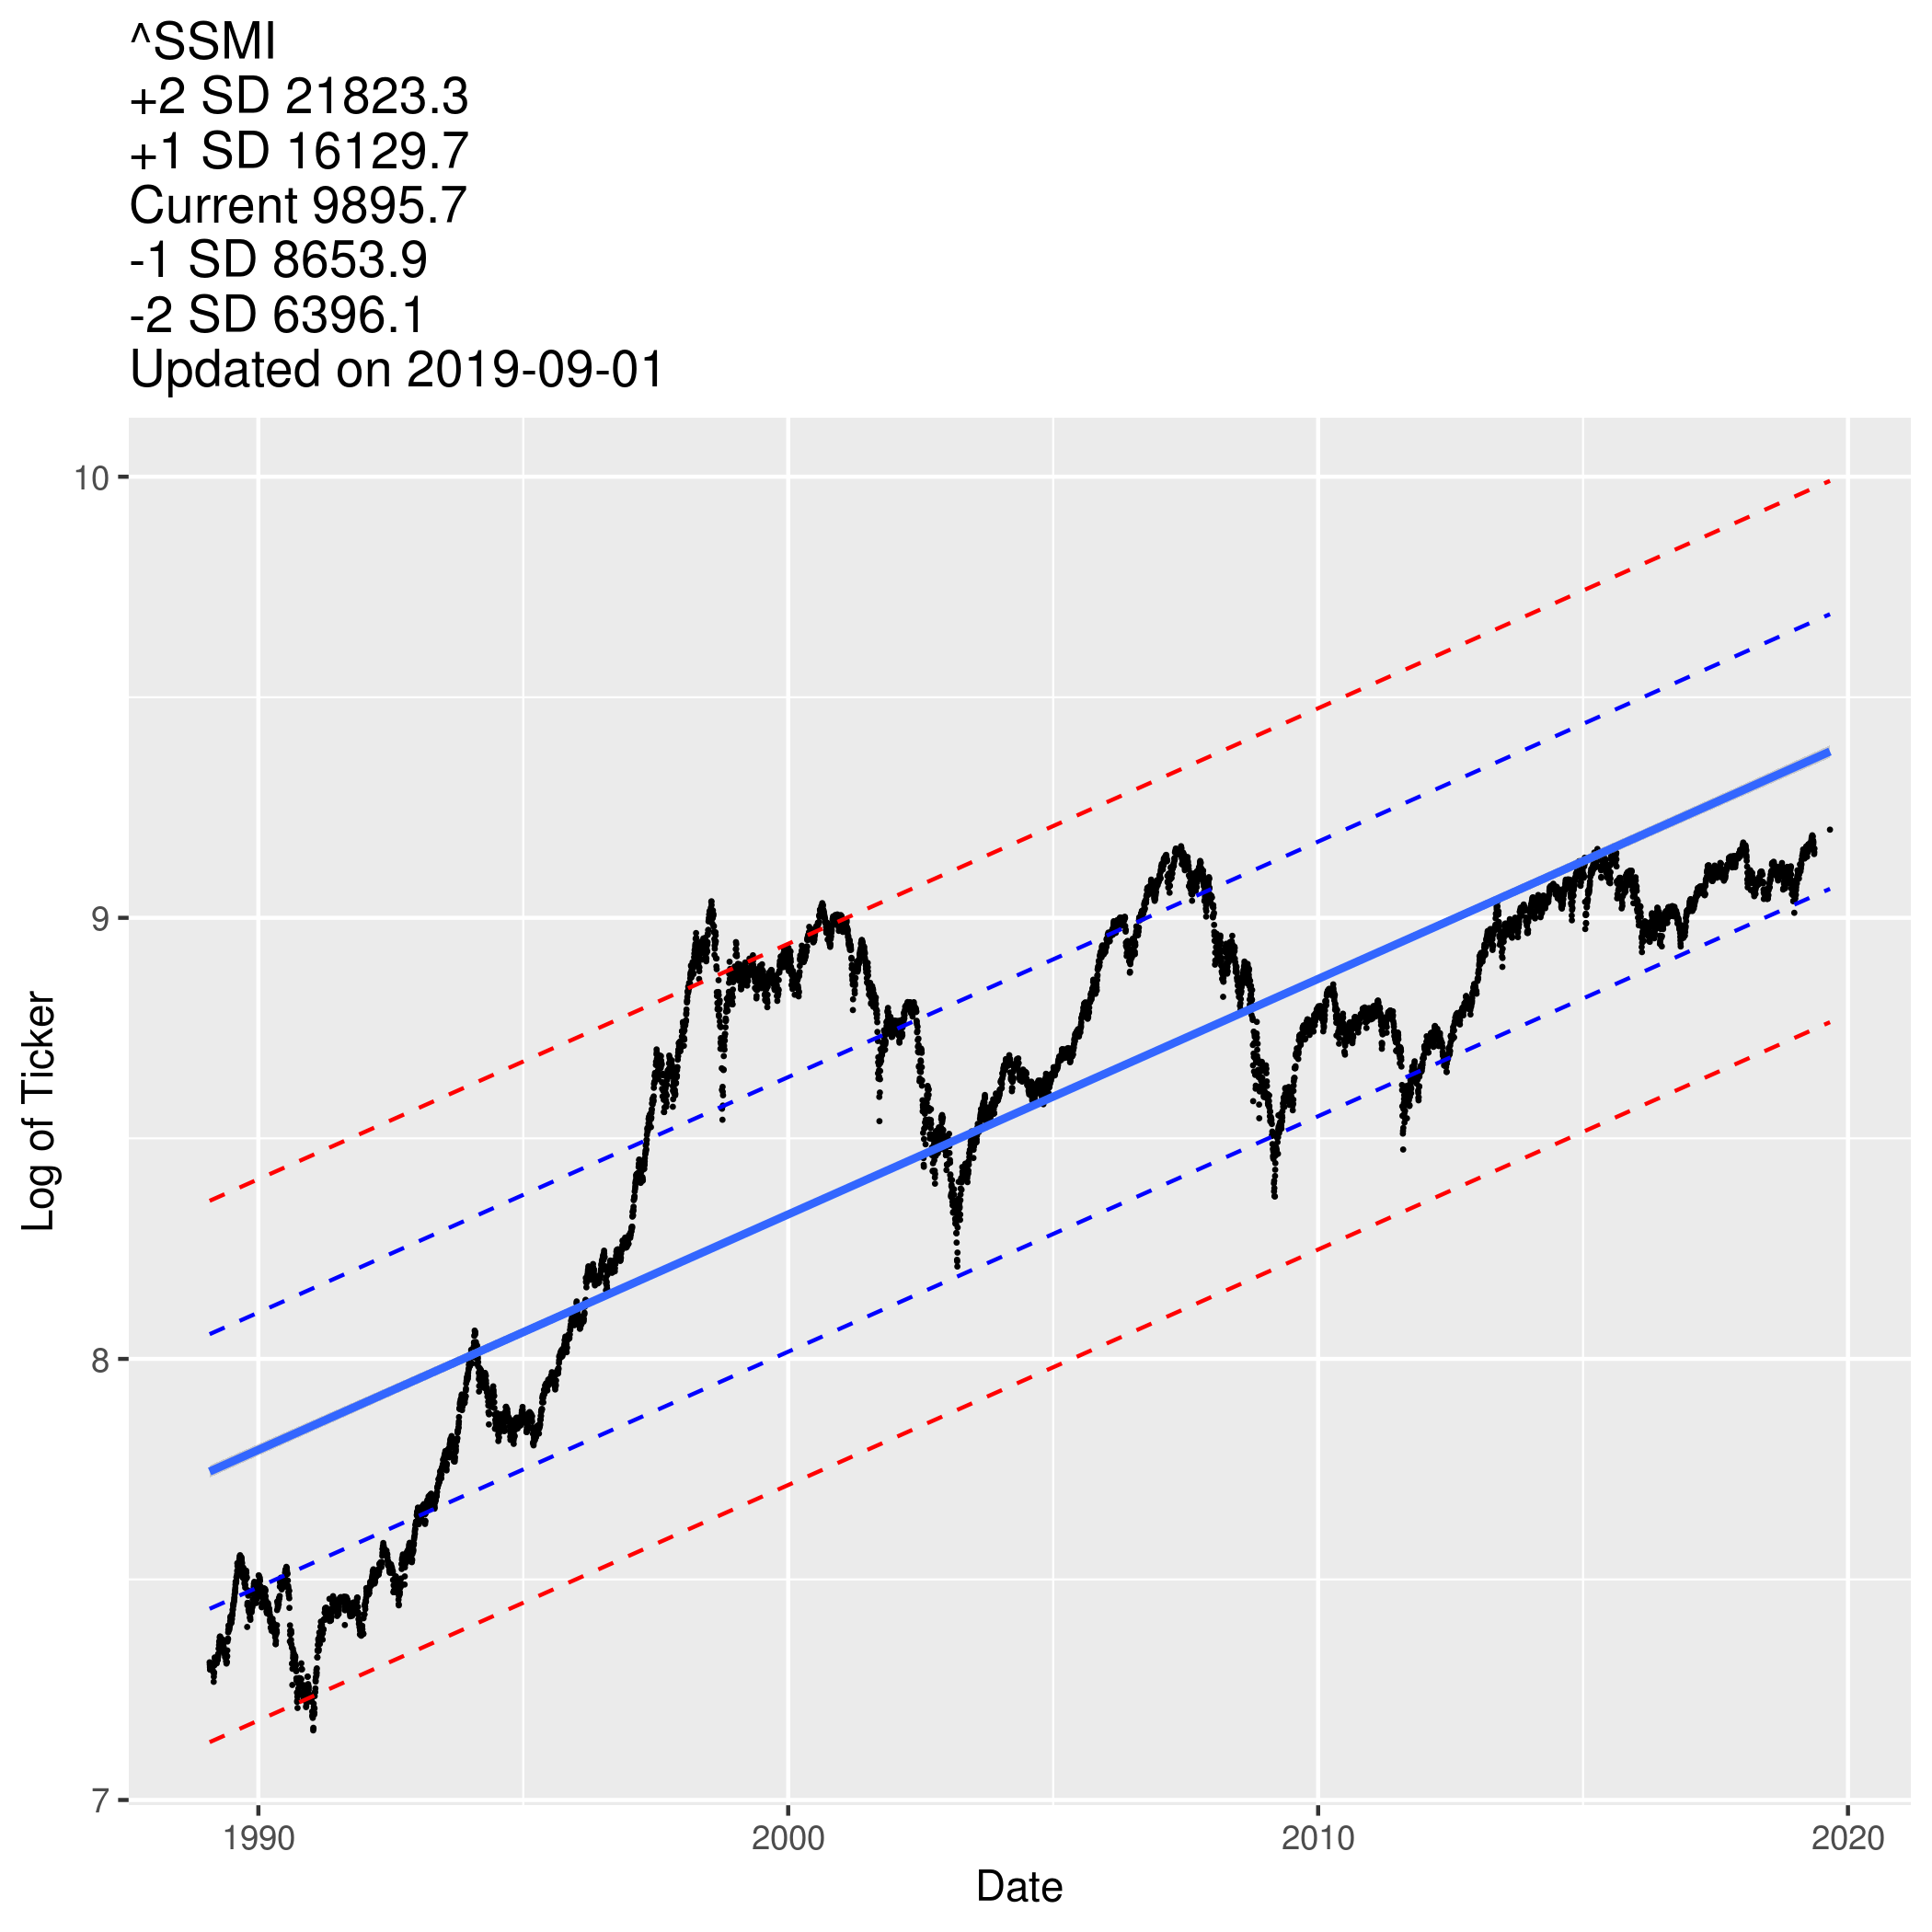 ^SSMI
+2 SD 21823.3
+1 SD 16129.7
Current 9895.7
-1 SD 8653.9
-2 SD 6396.1
Updated on 2019-09-01
10
9
8
7
Log of Ticker
1990
2000
2010
2020
Date